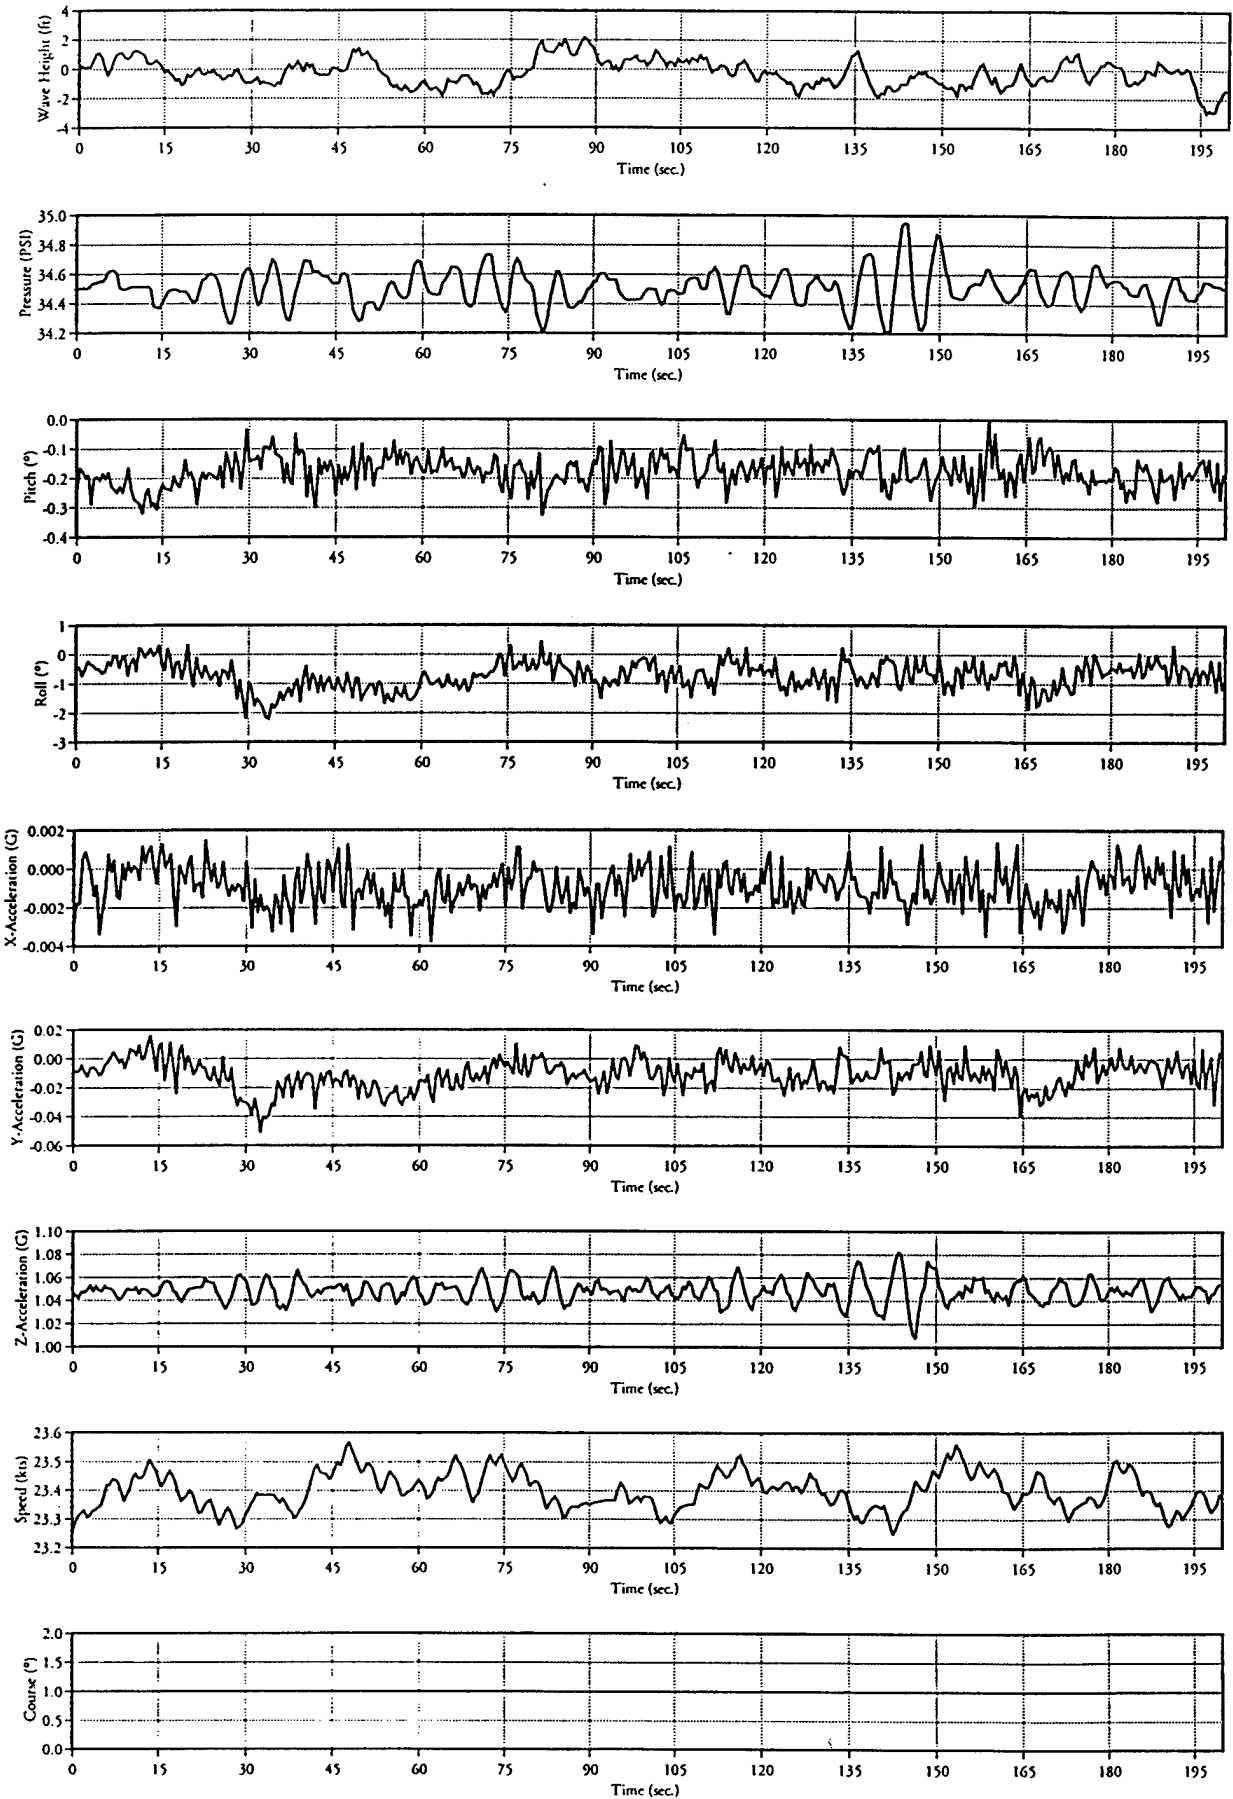 Wave Height (ft)
4
2
0
-2
-4
0 15 30 45 60 75 90 105 120 135 150 165 180 195
Time (sec.)
Pressure (PSI)
35.0
34.8
34.6
34.4
34.2
0 15 30 45 60 75 90 105 120 135 150 165 180 195
Time (sec.)
Pitch (°)
0.0
-0.1
-0.2
-0.3
-0.4
0 15 30 45 60 75 90 105 120 135 150 165 180 195
Time (sec.)
Roll (°)
1
0
-1
-2
-3
0 15 30 45 60 75 90 105 120 135 150 165 180 195
Time (sec.)
X-Acceleration (G)
0.002
0.000
-0.002
-0.004
0 15 30 45 60 75 90 105 120 135 150 165 180 195
Time (sec.)
Y-Acceleration (G)
0.02
0.00
-0.02
-0.04
-0.06
0 15 30 45 60 75 90 105 120 135 150 165 180 195
Time (sec.)
Z-Acceleration (G)
1.10
1.08
1.06
1.04
1.02
1.00
0 15 30 45 60 75 90 105 120 135 150 165 180 195
Time (sec.)
Speed (kts)
23.6
23.5
23.4
23.3
23.2
0 15 30 45 60 75 90 105 120 135 150 165 180 195
Time (sec.)
Course (°)
2.0
1.5
1.0
0.5
0.0
0 15 30 45 60 75 90 105 120 135 150 165 180 195
Time (sec.)